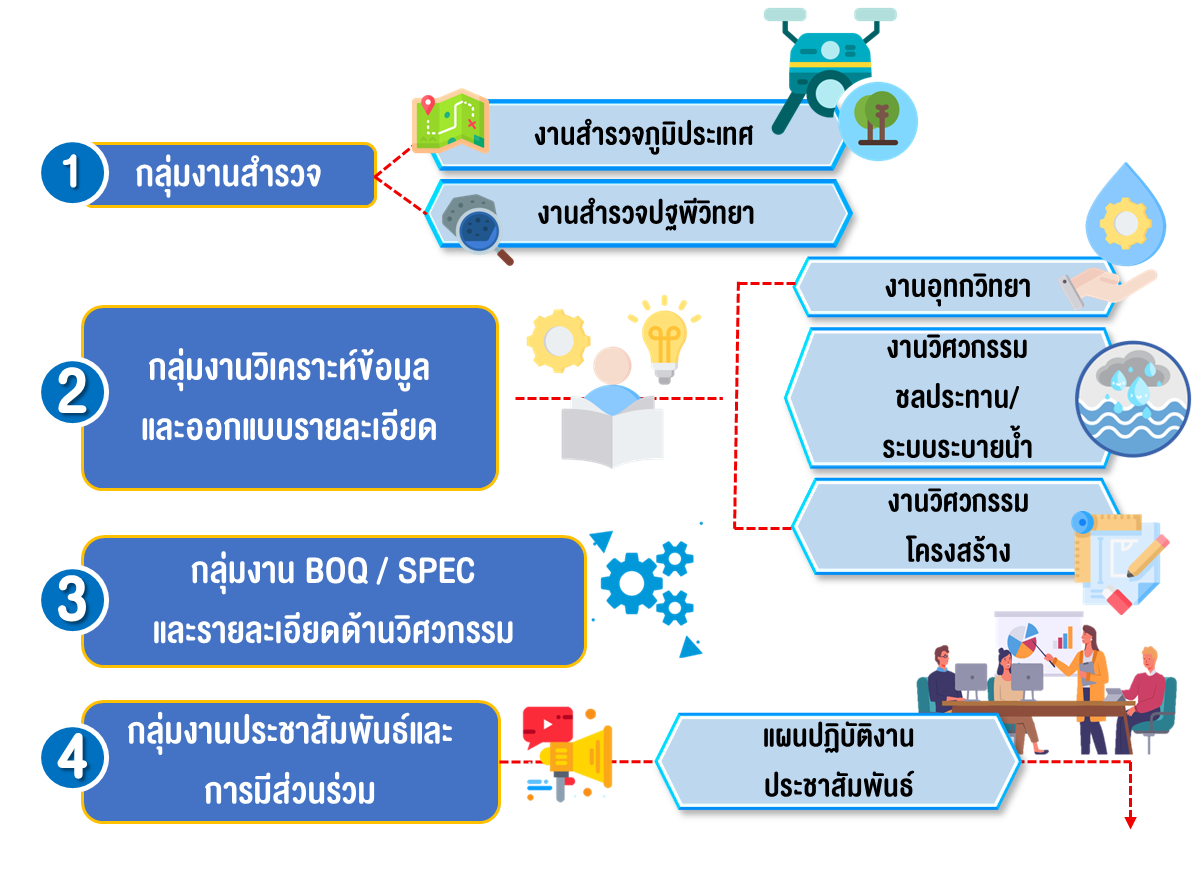 1
กลุ่มงานสำรวจ
งานสำรวจภูมิประเทศ
งานสำรวจปฐพีวิทยา
2
กลุ่มงานวิเคราะห์ข้อมูล
และออกแบบรายละเอียด
งานอุทกวิทยา
งานวิศวกรรม
ชลประทาน/
ระบบระบายน้ำ
งานวิศวกรรม
โครงสร้าง
3
กลุ่มงาน BOQ / SPEC
และรายละเอียดด้านวิศวกรรม
4
กลุ่มงานประชาสัมพันธ์และ
การมีส่วนร่วม
แผนปฏิบัติงาน
ประชาสัมพันธ์